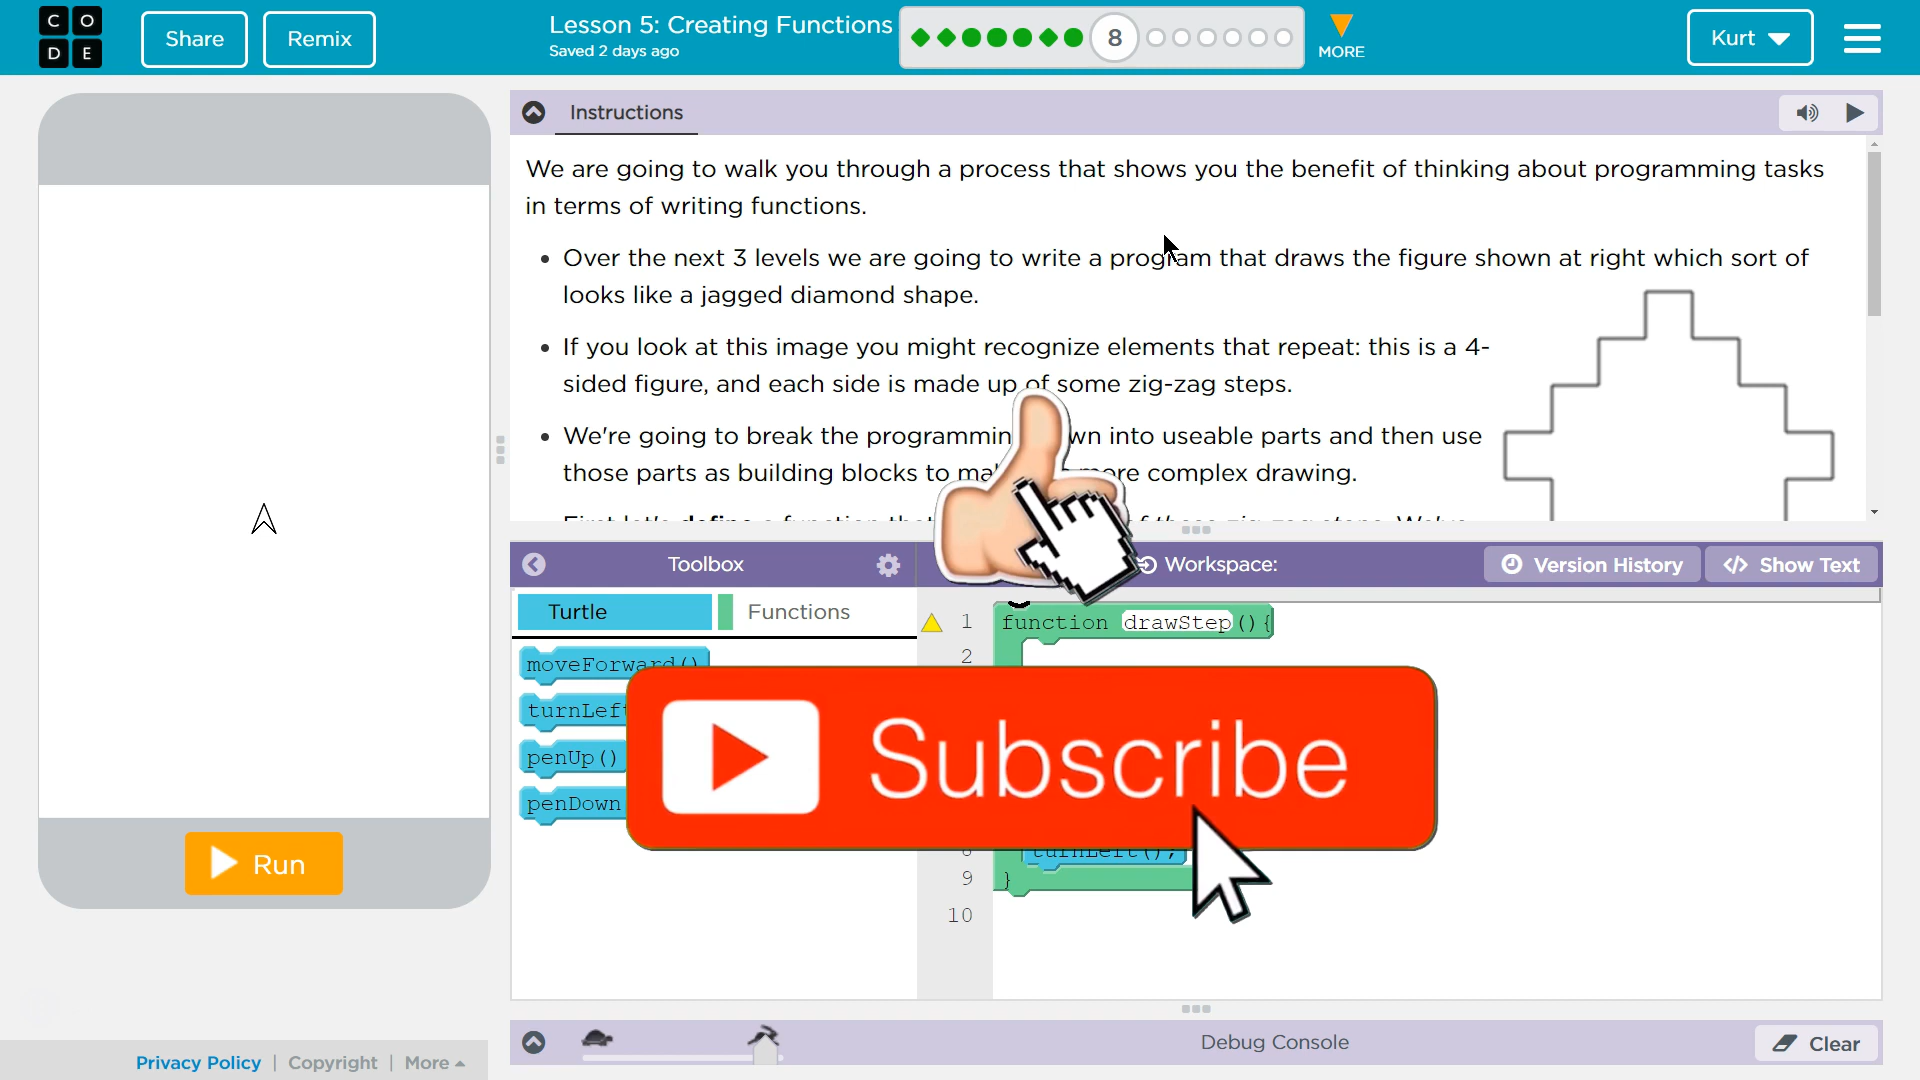 CODE
Share
Remix
Lesson 5: Creating Functions
Saved 2 days ago
8
MORE
Kurt
Instructions
We are going to walk you through a process that shows you the benefit of thinking about programming tasks
in terms of writing functions.
Over the next 3 levels we are going to write a program that draws the figure shown at right which sort of
looks like a jagged diamond shape.
If you look at this image you might recognize elements that repeat: this is a 4-
sided figure, and each side is made up of some zig-zag steps.
We're going to break the programmin wn into useable parts and then use
those parts as building blocks to ma re complex drawing.
Toolbox
Workspace:
Version History
</> Show Text
Turtle
Functions
moveForward()
turnLeft
penUp()
penDown
1
function drawStep(){
2
Subscribe
turnLeft();
9
}
10
Run
Debug Console
Clear
Privacy Policy | Copyright | More